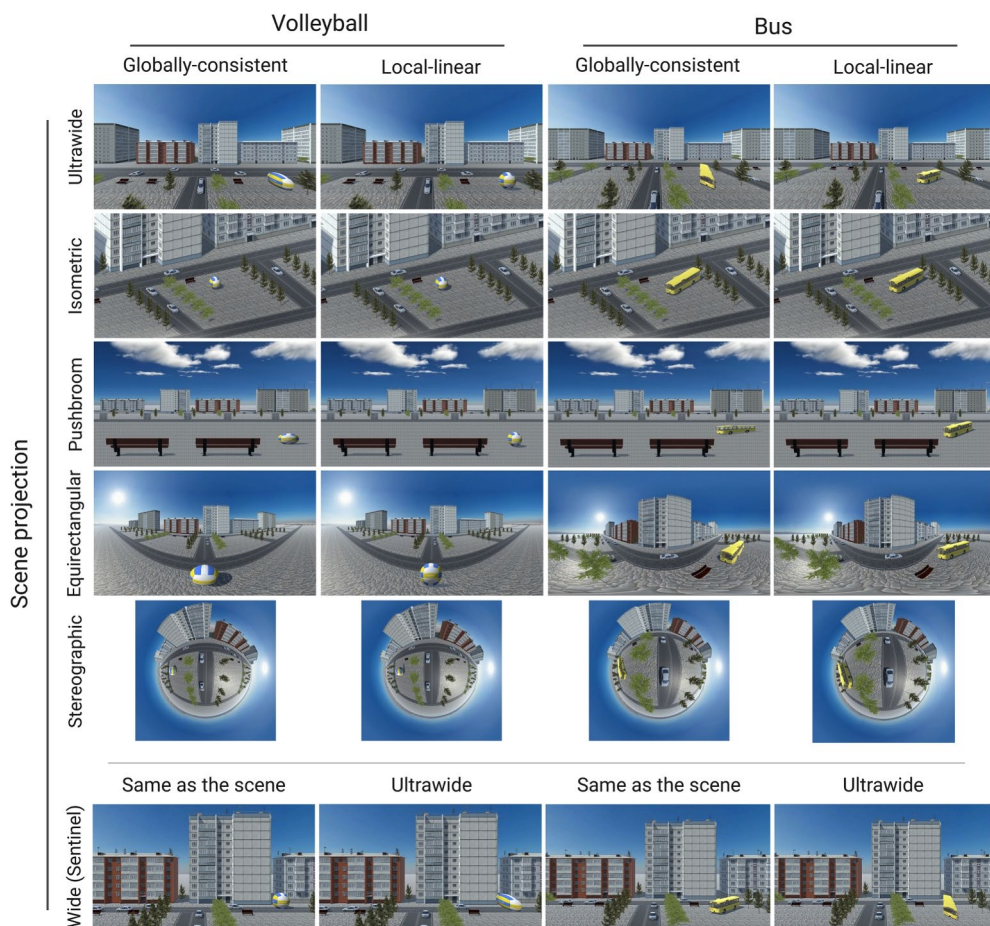 Volleyball
Bus
Globally-consistent
Local-linear
Globally-consistent
Local-linear
Scene projection
Ultrawide
Isometric
Pushbroom
Equirectangular
Stereographic
Same as the scene
Ultrawide
Same as the scene
Ultrawide
Wide (Sentinel)